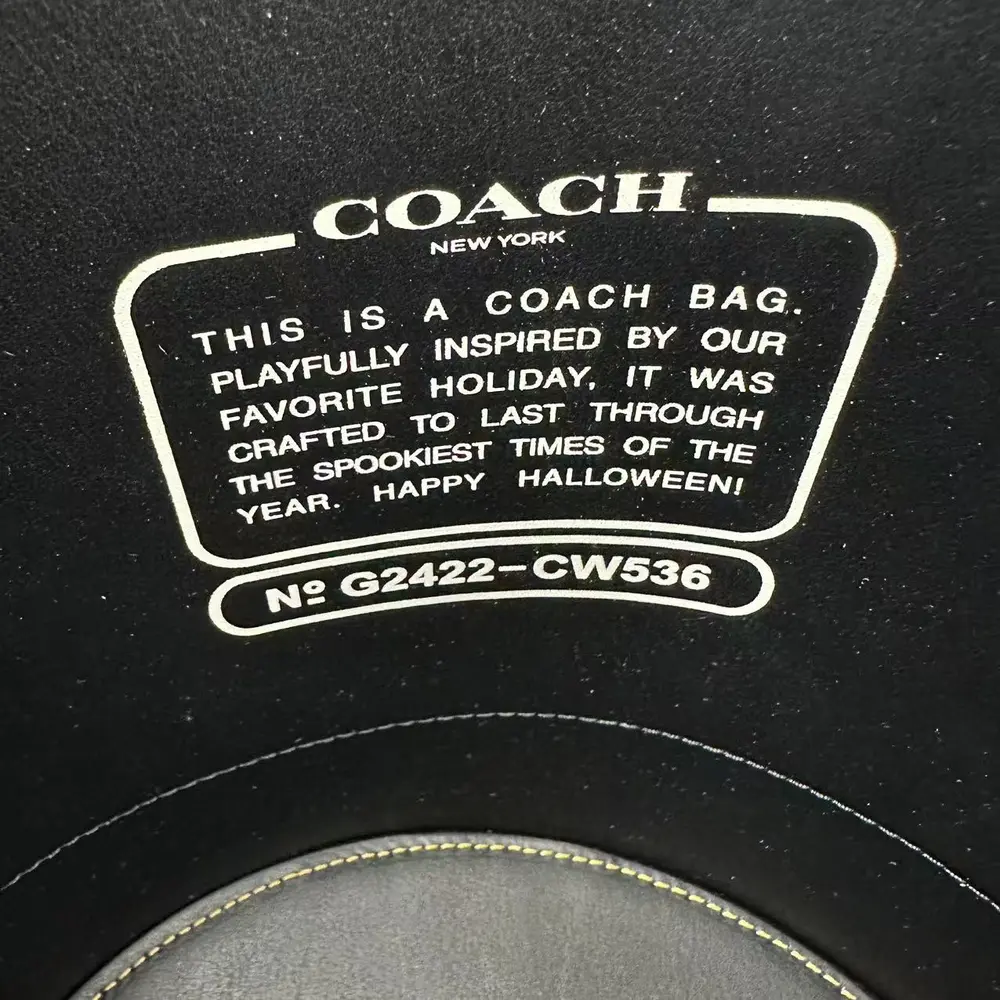 COACH
NEW YORK
THIS IS A COACH BAG.
PLAYFULLY INSPIRED BY OUR
FAVORITE HOLIDAY, IT WAS
CRAFTED TO LAST THROUGH
THE SPOOKIEST TIMES OF THE
YEAR. HAPPY HALLOWEEN!
Nº G2422-CW536